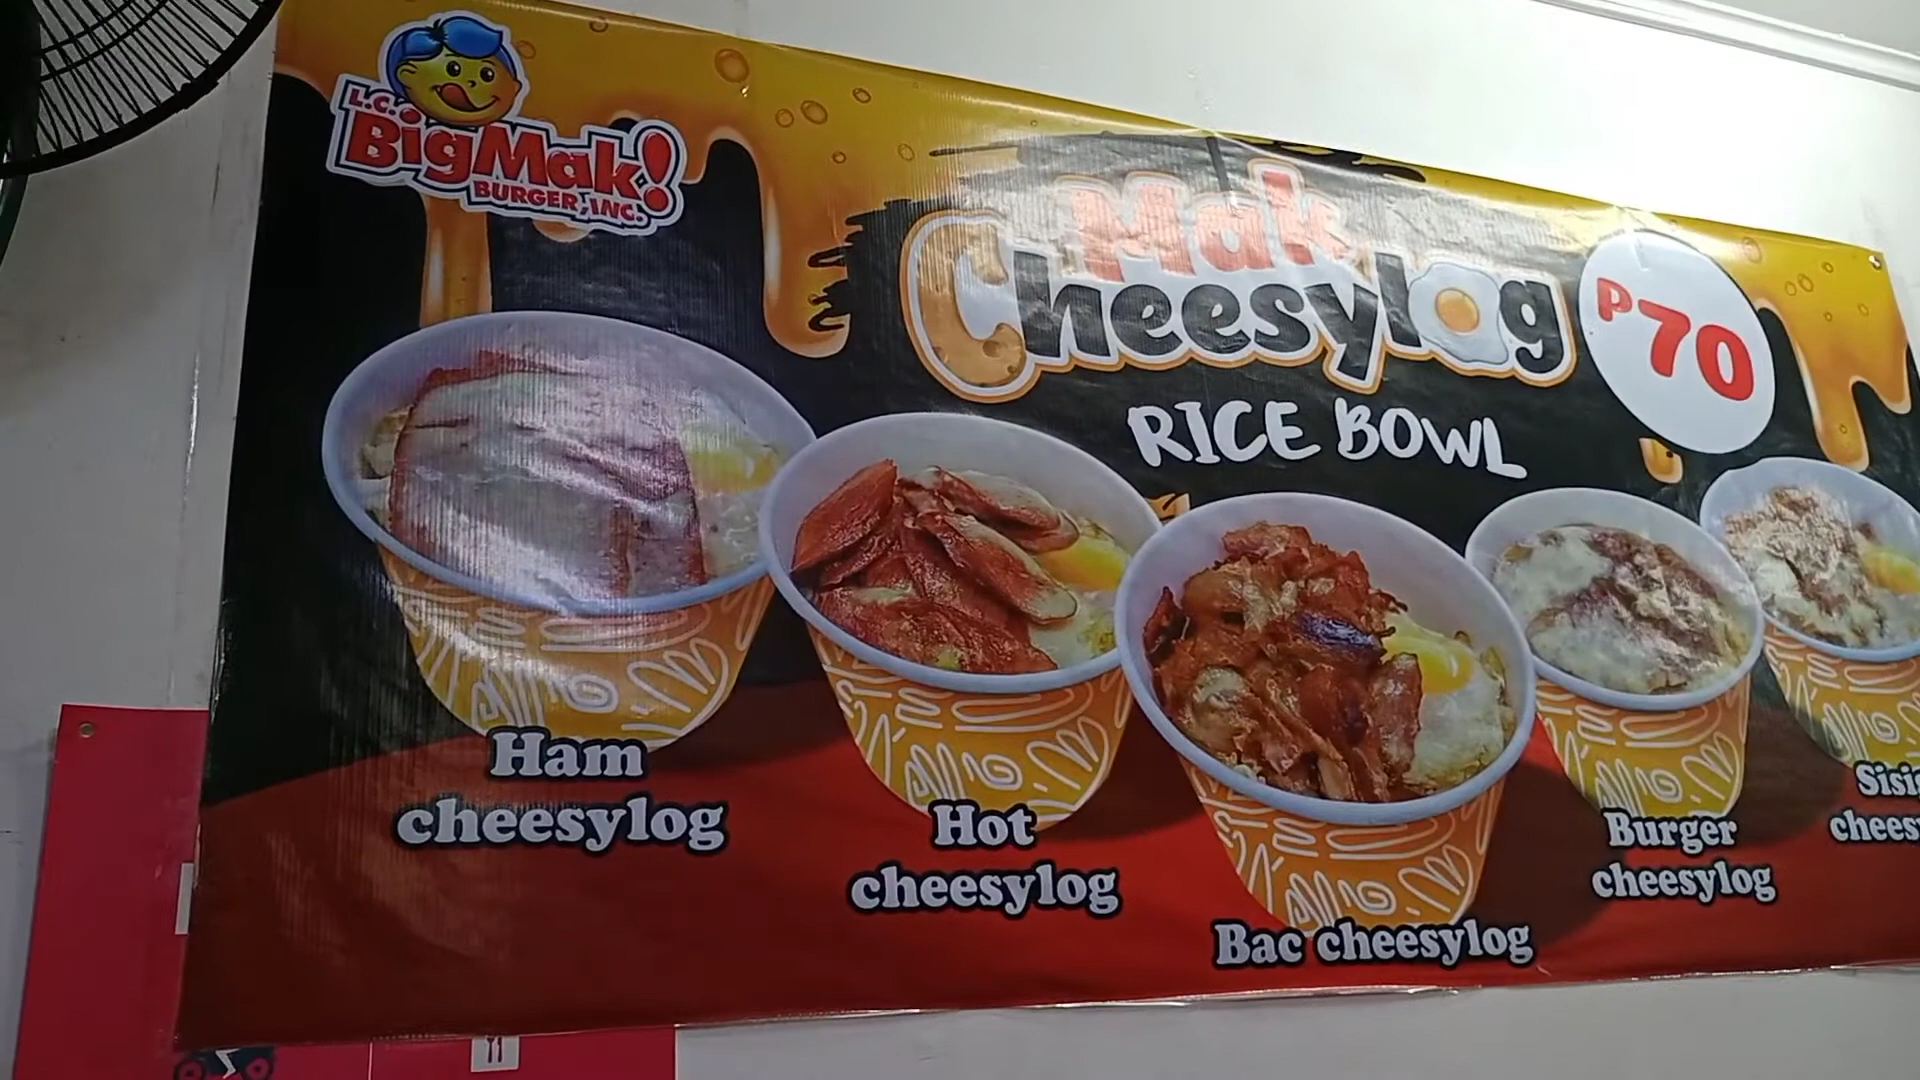 L.C.
BigMak!
BURGER, INC.
Mak
Cheesylog
RICE BOWL
P70
Ham
cheesylog
Hot
cheesylog
Bac cheesylog
Burger
cheesylog